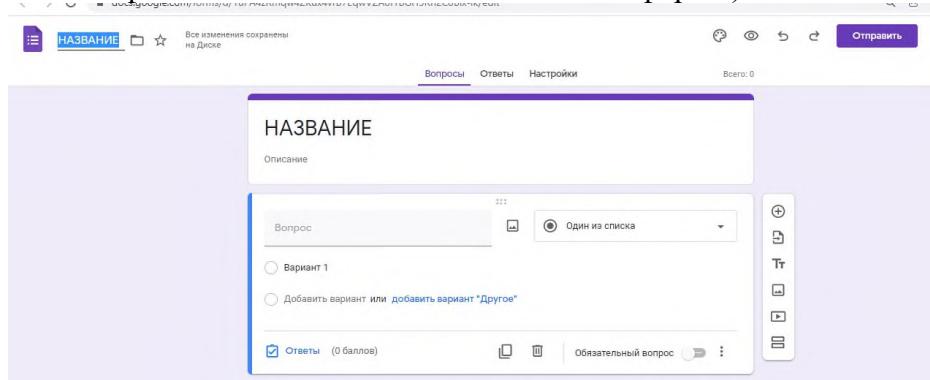 НАЗВАНИЕ
Все изменения сохранены
на Диске
Отправить
Вопросы Ответы Настройки
Всего: 0
НАЗВАНИЕ
Описание
Вопрос
Один из списка
Вариант 1
Добавить вариант или добавить вариант "Другое"
Tт
Ответы (0 баллов)
Обязательный вопрос